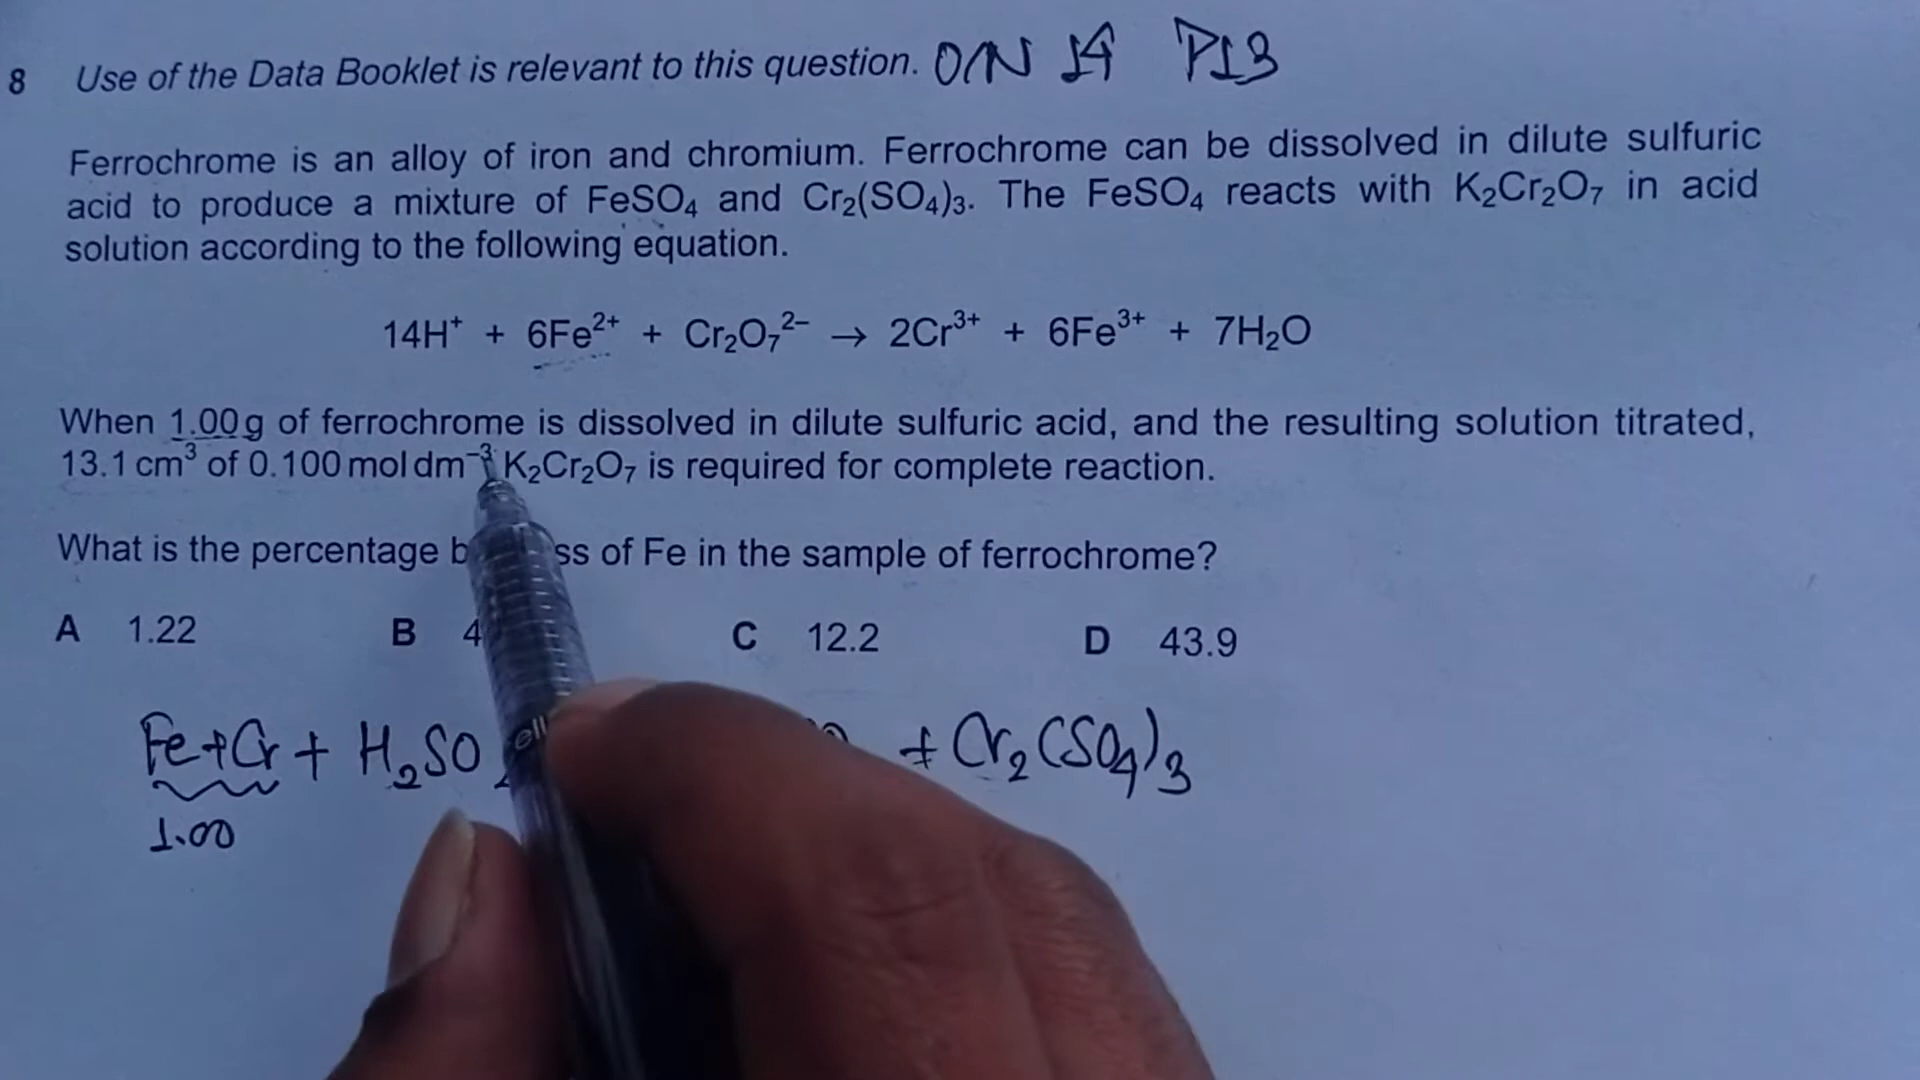 8 Use of the Data Booklet is relevant to this question. O/N 14 P13
Ferrochrome is an alloy of iron and chromium. Ferrochrome can be dissolved in dilute sulfuric
acid to produce a mixture of FeSO₄ and Cr₂(SO₄)₃. The FeSO₄ reacts with K₂Cr₂O₇ in acid
solution according to the following equation.
14H⁺ + 6Fe²⁺ + Cr₂O₇²⁻ → 2Cr³⁺ + 6Fe³⁺ + 7H₂O
When 1.00 g of ferrochrome is dissolved in dilute sulfuric acid, and the resulting solution titrated,
13.1 cm³ of 0.100 mol dm⁻³ K₂Cr₂O₇ is required for complete reaction.
What is the percentage b ss of Fe in the sample of ferrochrome?
A 1.22 B 4 C 12.2 D 43.9
Fe+Cr + H₂SO + Cr₂(SO₄)₃
1.00
ell